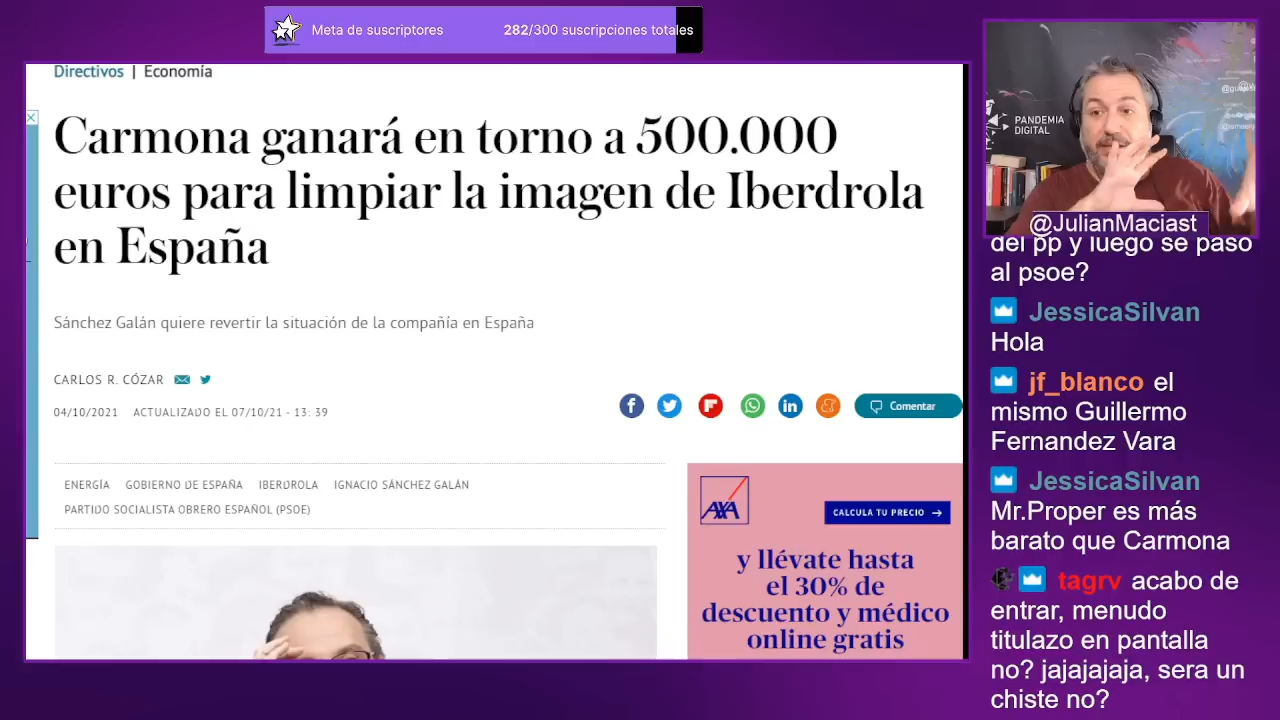 Meta de suscriptores
282/300 suscripciones totales
Directivos | Economía
Carmona ganará en torno a 500.000
euros para limpiar la imagen de Iberdrola
en España
Sánchez Galán quiere revertir la situación de la compañía en España
CARLOS R. CÓZAR
04/10/2021 ACTUALIZADO EL 07/10/21 - 13: 39
Comentar
ENERGÍA GOBIERNO DE ESPAÑA IBERDROLA IGNACIO SÁNCHEZ GALÁN
PARTIDO SOCIALISTA OBRERO ESPAÑOL (PSOE)
AXA
CALCULA TU PRECIO →
y llévate hasta
el 30% de
descuento y médico
online gratis
PANDEMIA
DIGITAL
@JulianMaciast
del pp y luego se paso
al psoe?
JessicaSilvan
Hola
jf_blanco el
mismo Guillermo
Fernandez Vara
JessicaSilvan
Mr.Proper es más
barato que Carmona
tagrv acabo de
entrar, menudo
titulazo en pantalla
no? jajajajaja, sera un
chiste no?